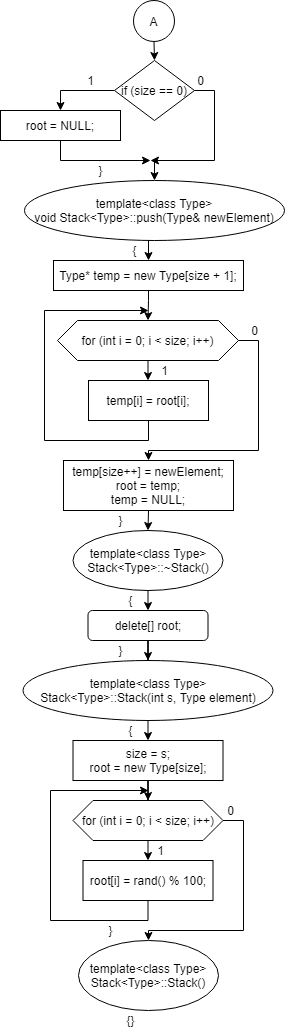 A
if (size == 0)
1
0
root = NULL;
}
template<class Type>
void Stack<Type>::push(Type& newElement)
{
Type* temp = new Type[size + 1];
for (int i = 0; i < size; i++)
0
1
temp[i] = root[i];
temp[size++] = newElement;
root = temp;
temp = NULL;
}
template<class Type>
Stack<Type>::~Stack()
{
delete[] root;
}
template<class Type>
Stack<Type>::Stack(int s, Type element)
{
size = s;
root = new Type[size];
for (int i = 0; i < size; i++)
0
1
root[i] = rand() % 100;
}
template<class Type>
Stack<Type>::Stack()
{}